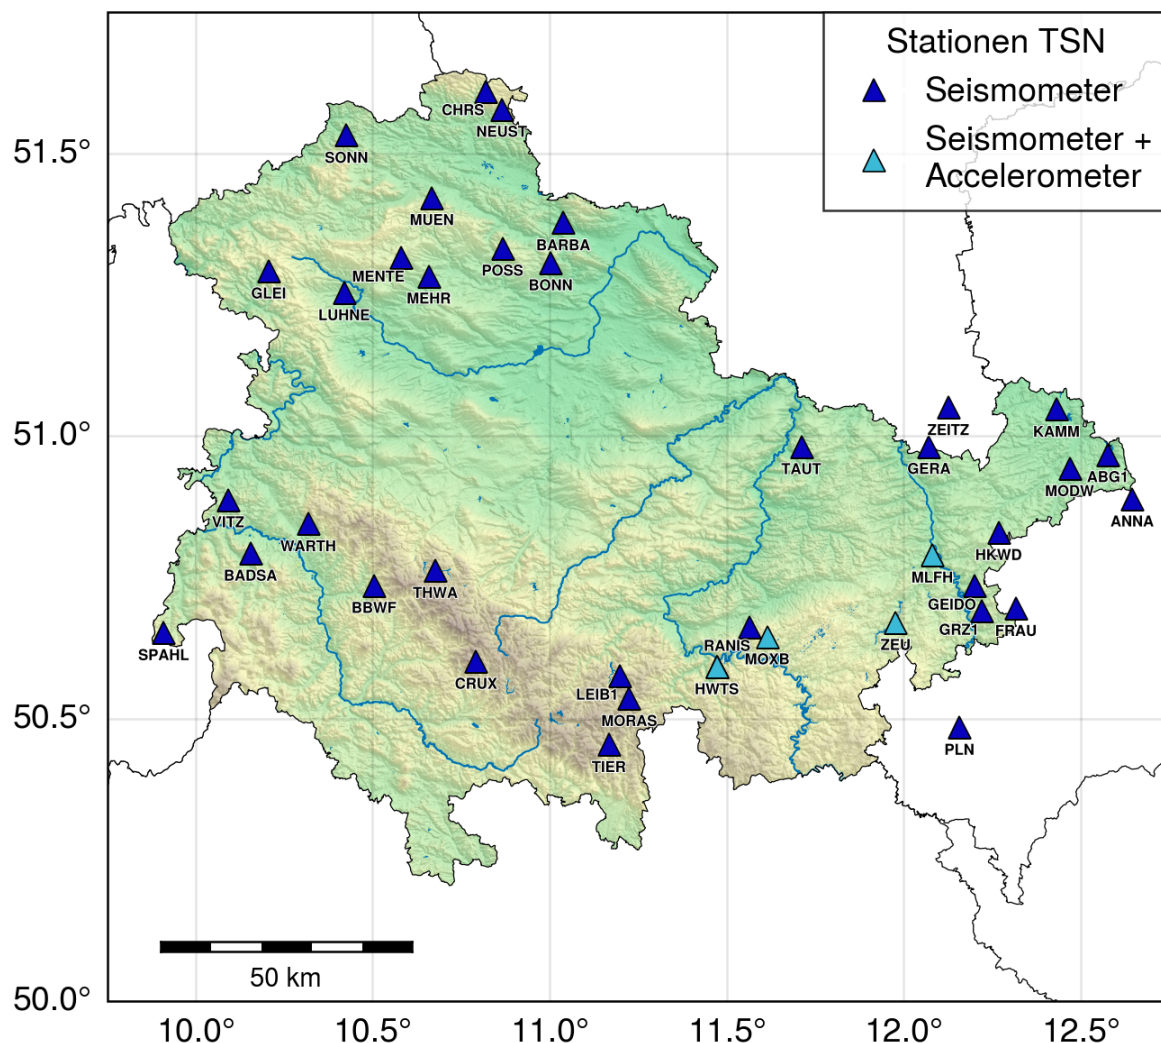 Stationen TSN
Seismometer
Seismometer +
Accelerometer
51.5°
51.0°
50.5°
50.0°
CHRS
NEUST
SONN
MUEN
BARBA
POSS
MENTE
BONN
GLEI
MEHR
LUHNE
ZEITZ
KAMM
TAUT
GERA
ABG1
MODW
ANNA
VITZ
WARTH
HKWD
BADSA
MLFH
THWA
BBWF
GEIDO
GRZ1
FRAU
SPAHL
RANIS
ZEU
MOXB
CRUX
HWTS
LEIB1
MORAS
PLN
TIER
50 km
10.0°
10.5°
11.0°
11.5°
12.0°
12.5°